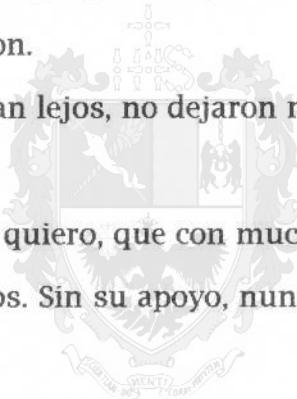 on.
an lejos, no dejaron
quiero, que con muc
os. Sin su apoyo, nun